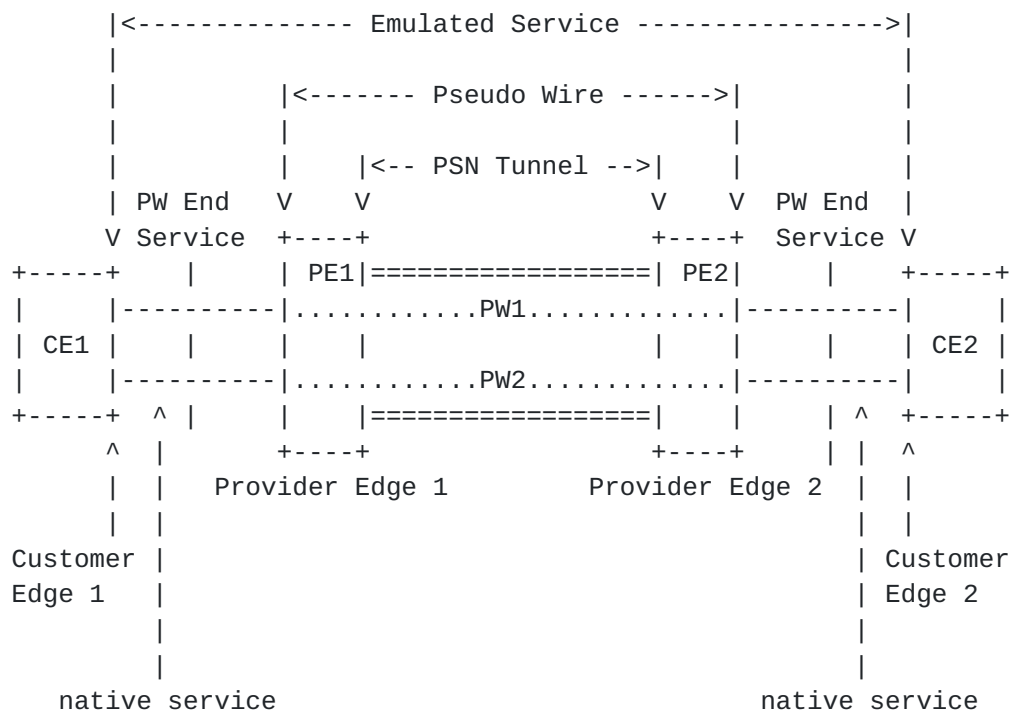 |<-------------- Emulated Service ---------------->|
|<------- Pseudo Wire ------>|
|<-- PSN Tunnel -->|
PW End V V V V PW End
V Service +----+ +----+ Service V
+-----+ | | PE1|==================| PE2| | +-----+
| |----------|............PW1.............|----------| |
| CE1 | | | | | | | | CE2 |
| |----------|............PW2.............|----------| |
+-----+ ^ | | |==================| | | ^ +-----+
^ | +----+ +----+ | | ^
| | Provider Edge 1 Provider Edge 2 | |
Customer | | Customer
Edge 1 | | Edge 2
native service native service